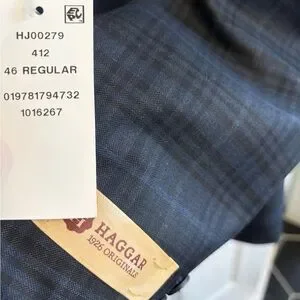 HJ00279
412
46 REGULAR
019781794732
1016267
HAGGAR
1926 ORIGINALS